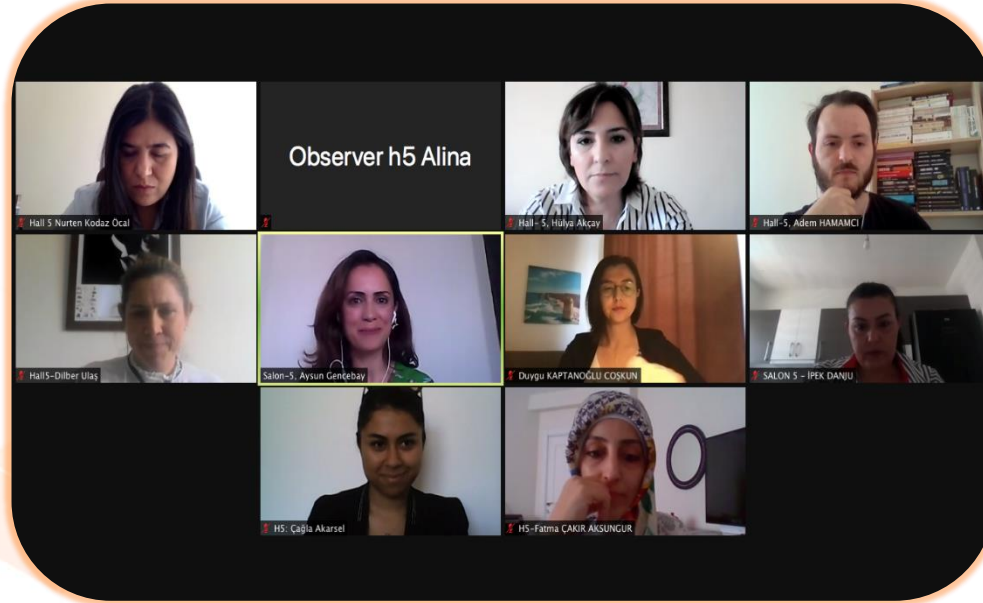 Hall 5 Nurten Kodaz Öcal
Observer h5 Alina
Hall- 5, Hülya Akçay
Hall-5, Adem HAMAMCI
Hall5-Dilber Ulaş
Salon-5, Aysun Gençebay
Duygu KAPTANOĞLU COŞKUN
SALON 5 - İPEK DANJU
H5: Çağla Akarsel
H5-Fatma ÇAKIR AKSUNGUR